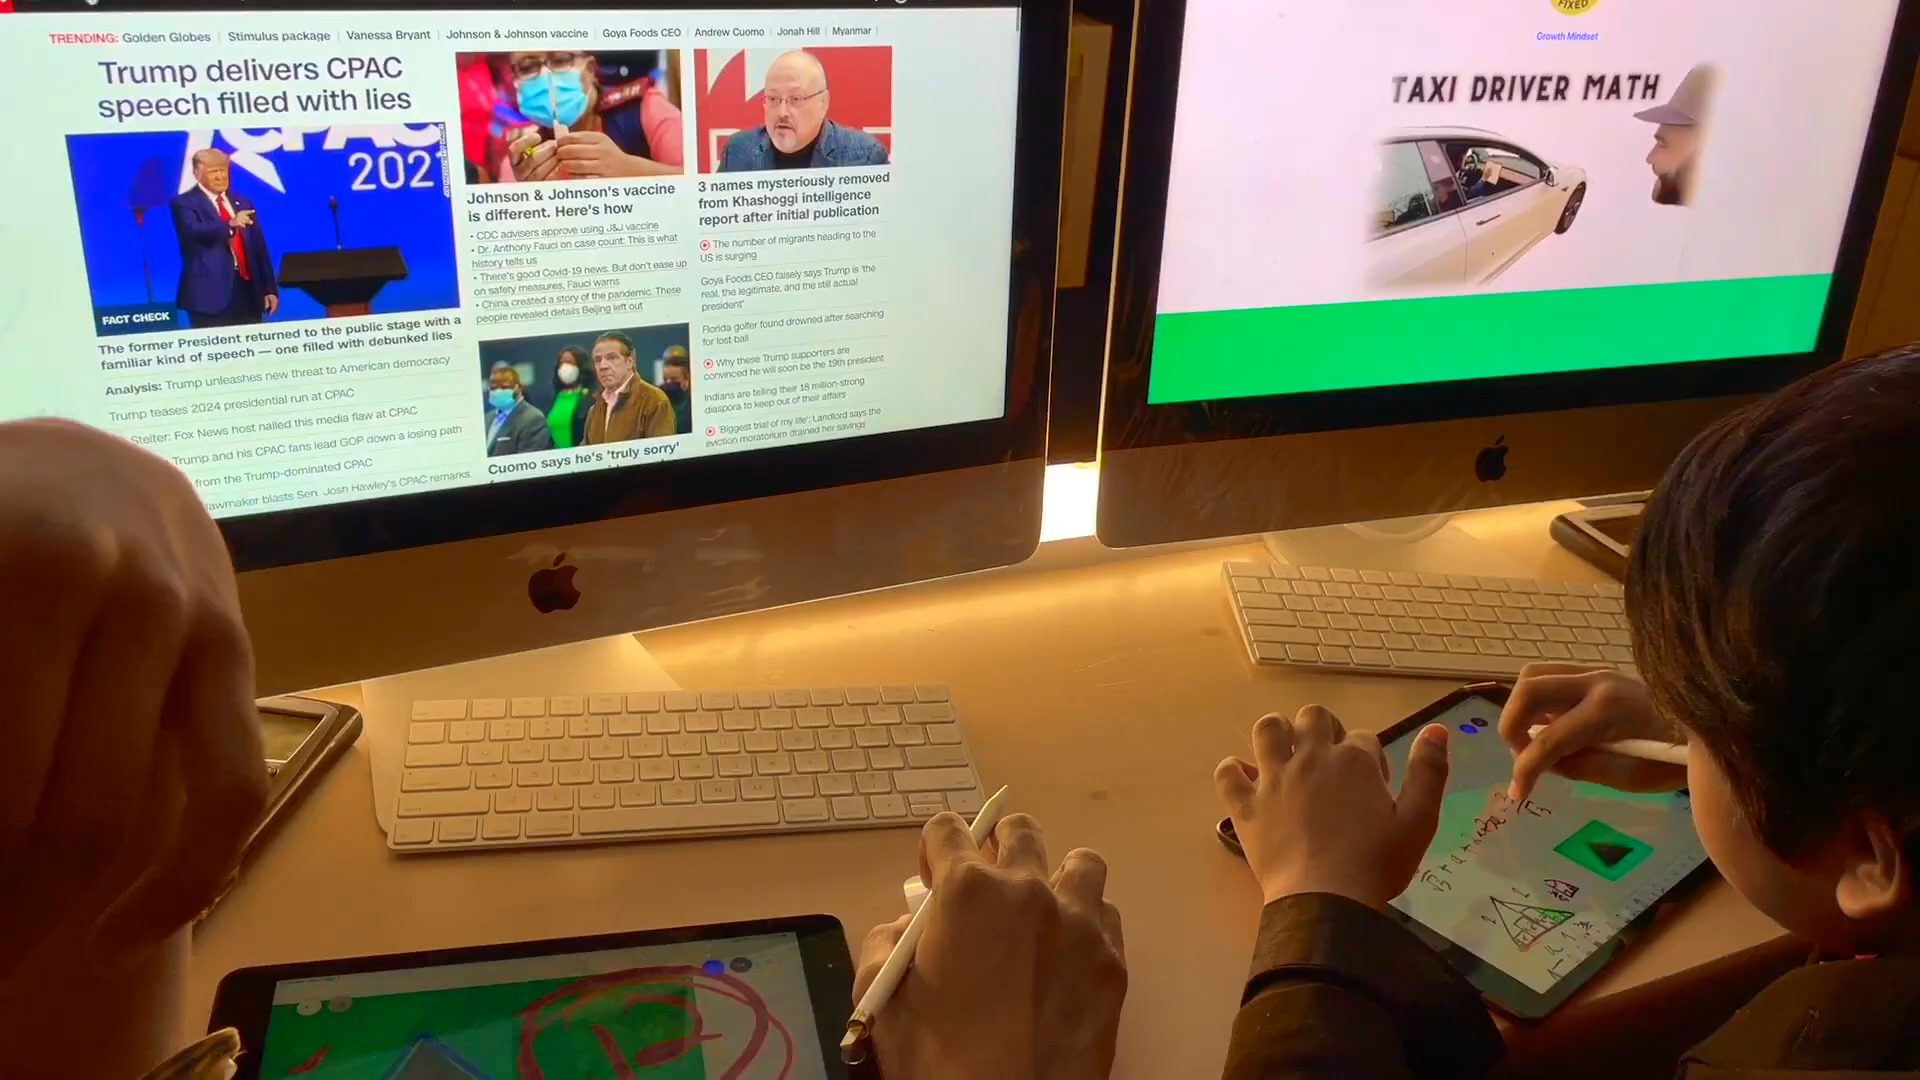 TRENDING: Golden Globes | Stimulus package | Vanessa Bryant | Johnson & Johnson vaccine | Goya Foods CEO | Andrew Cuomo | Jonah Hill | Myanmar |
Trump delivers CPAC
speech filled with lies
CPAC
202
FACT CHECK
The former President returned to the public stage with a
familiar kind of speech — one filled with debunked lies
Analysis: Trump unleashes new threat to American democracy
Trump teases 2024 presidential run at CPAC
Stelter: Fox News host nailed this media flaw at CPAC
Trump and his CPAC fans lead GOP down a losing path
from the Trump-dominated CPAC
lawmaker blasts Sen. Josh Hawley's CPAC remarks
Johnson & Johnson's vaccine
is different. Here's how
• CDC advisers approve using J&J vaccine
• Dr. Anthony Fauci on case count: This is what
history tells us
• There's good Covid-19 news. But don't ease up
on safety measures, Fauci warns
• China created a story of the pandemic. These
people revealed details Beijing left out
Cuomo says he's 'truly sorry'
3 names mysteriously removed
from Khashoggi intelligence
report after initial publication
The number of migrants heading to the
US is surging
Goya Foods CEO falsely says Trump is 'the
real, the legitimate, and the still actual
president'
Florida golfer found drowned after searching
for lost ball
Why these Trump supporters are
convinced he will soon be the 19th president
Indians are telling their 18 million-strong
diaspora to keep out of their affairs
'Biggest trial of my life': Landlord says the
eviction moratorium drained her savings
FIXED
Growth Mindset
TAXI DRIVER MATH